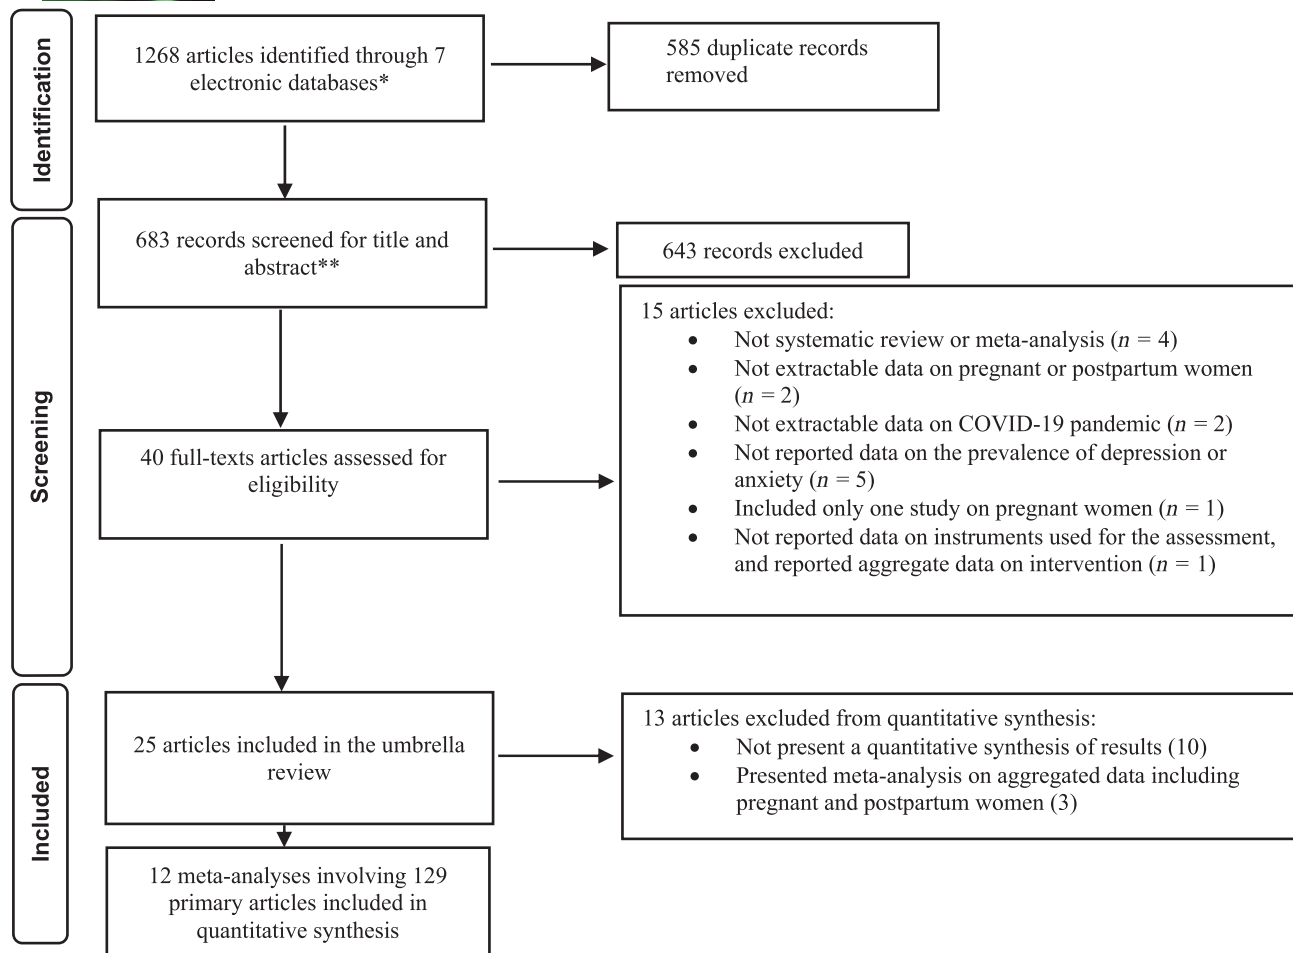 Identification
1268 articles identified through 7
electronic databases*
585 duplicate records
removed
Screening
683 records screened for title and
abstract**
643 records excluded
40 full-texts articles assessed for
eligibility
15 articles excluded:
• Not systematic review or meta-analysis (n = 4)
• Not extractable data on pregnant or postpartum women
(n = 2)
• Not extractable data on COVID-19 pandemic (n = 2)
• Not reported data on the prevalence of depression or
anxiety (n = 5)
• Included only one study on pregnant women (n = 1)
• Not reported data on instruments used for the assessment,
and reported aggregate data on intervention (n = 1)
Included
25 articles included in the umbrella
review
13 articles excluded from quantitative synthesis:
• Not present a quantitative synthesis of results (10)
• Presented meta-analysis on aggregated data including
pregnant and postpartum women (3)
12 meta-analyses involving 129
primary articles included in
quantitative synthesis